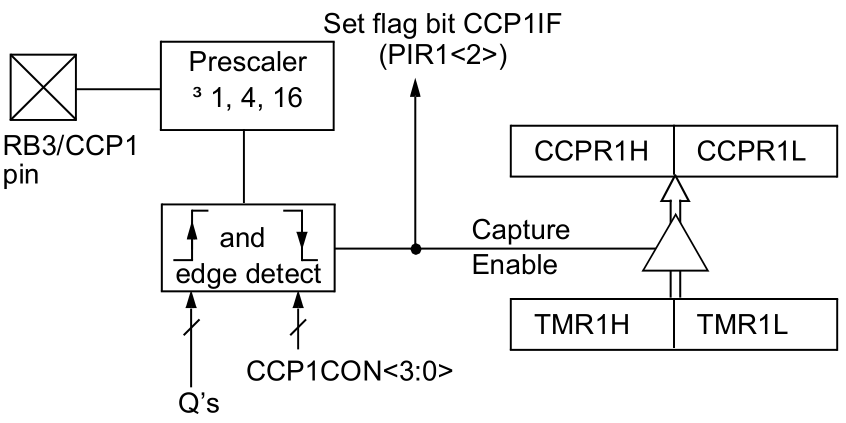 Set flag bit CCP1IF
(PIR1<2>)
Prescaler
³ 1, 4, 16
RB3/CCP1
pin
CCPR1H
CCPR1L
and
edge detect
Capture
Enable
TMR1H
TMR1L
CCP1CON<3:0>
Q's